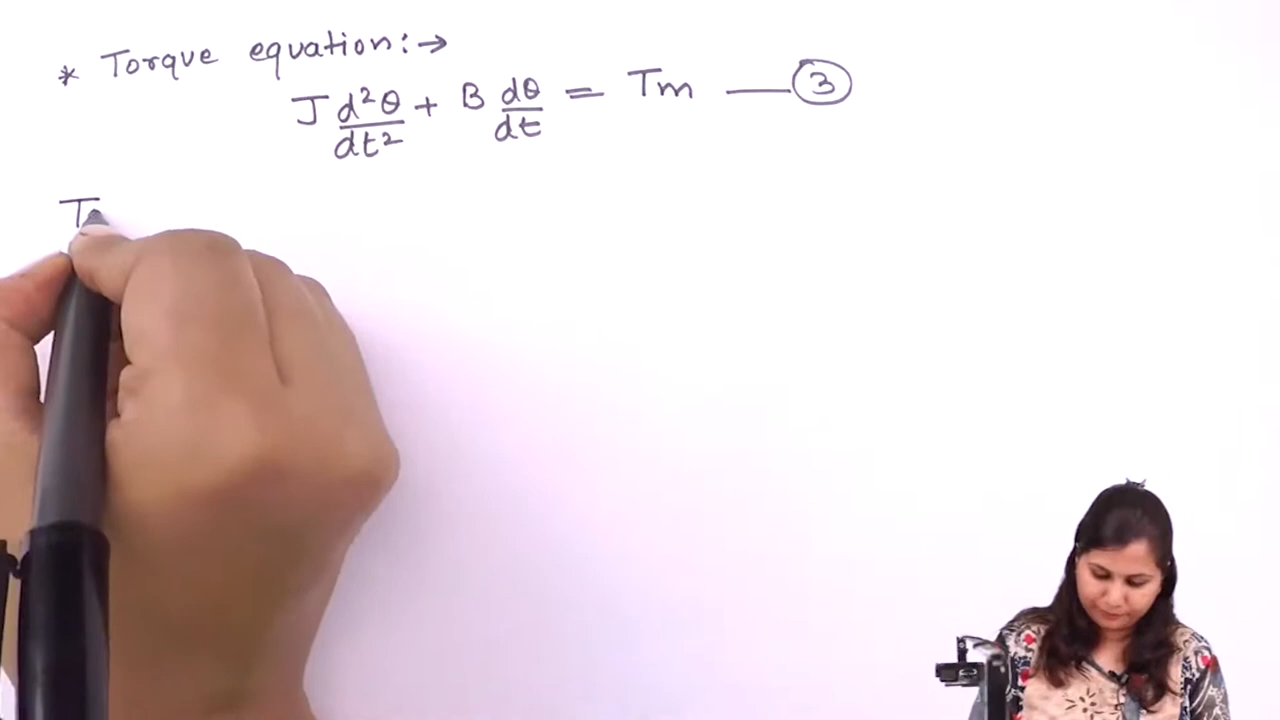 * Torque equation:→
J d²θ/dt² + B dθ/dt = Tm —— ③
T